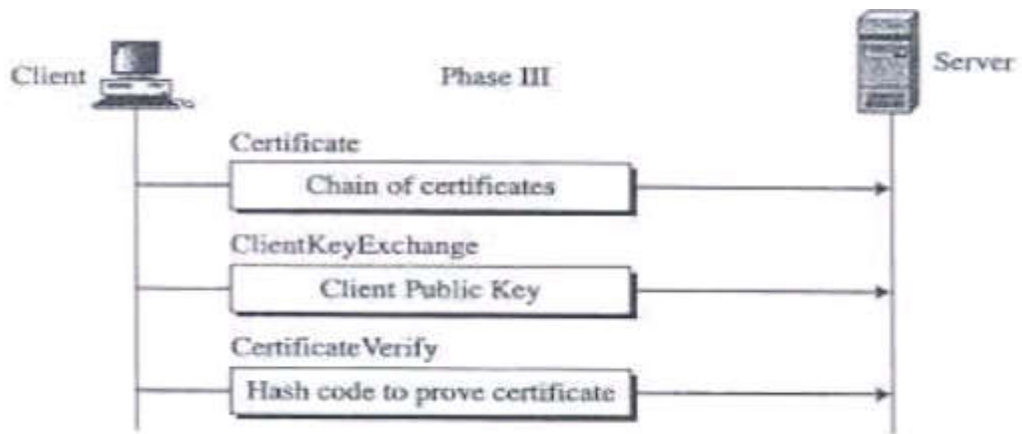 Client
Phase III
Server
Certificate
Chain of certificates
ClientKeyExchange
Client Public Key
CertificateVerify
Hash code to prove certificate